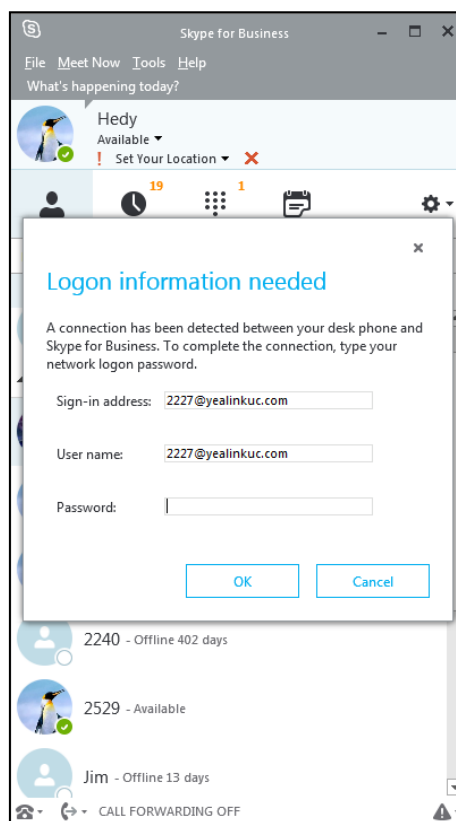 Skype for Business
File Meet Now Tools Help
What's happening today?
Hedy
Available
! Set Your Location
19
1
Logon information needed
A connection has been detected between your desk phone and
Skype for Business. To complete the connection, type your
network logon password.
Sign-in address: 2227@yealinkuc.com
User name: 2227@yealinkuc.com
Password:
OK Cancel
2240 - Offline 402 days
2529 - Available
Jim - Offline 13 days
CALL FORWARDING OFF